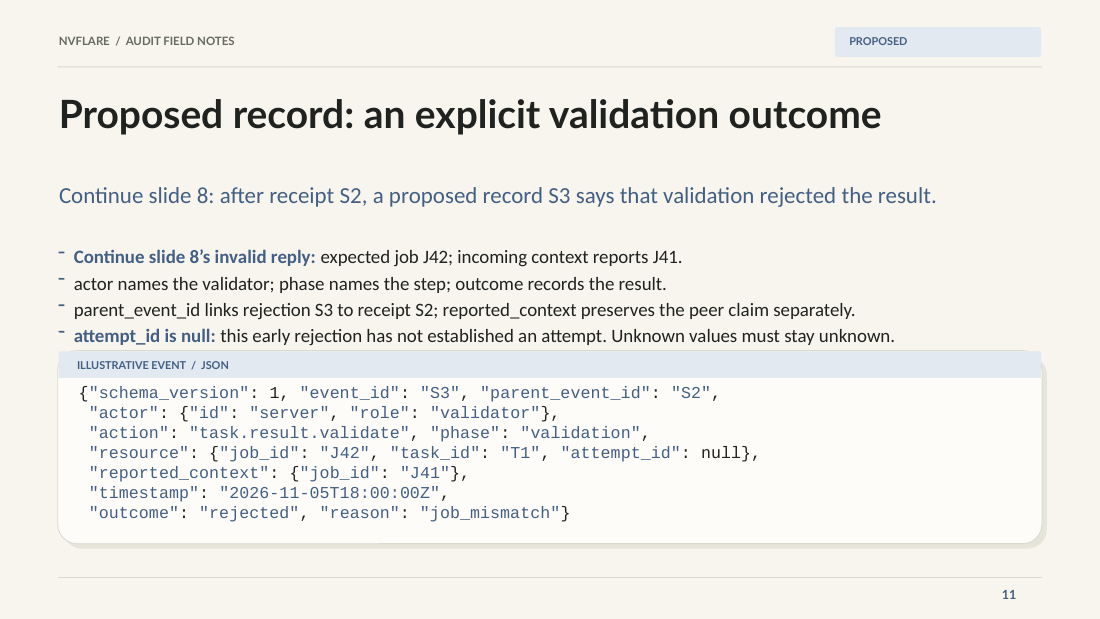 NVFLARE / AUDIT FIELD NOTES
PROPOSED
Proposed record: an explicit validation outcome
Continue slide 8: after receipt S2, a proposed record S3 says that validation rejected the result.
- Continue slide 8’s invalid reply: expected job J42; incoming context reports J41.
- actor names the validator; phase names the step; outcome records the result.
- parent_event_id links rejection S3 to receipt S2; reported_context preserves the peer claim separately.
- attempt_id is null: this early rejection has not established an attempt. Unknown values must stay unknown.
ILLUSTRATIVE EVENT / JSON
{"schema_version": 1, "event_id": "S3", "parent_event_id": "S2",
"actor": {"id": "server", "role": "validator"},
"action": "task.result.validate", "phase": "validation",
"resource": {"job_id": "J42", "task_id": "T1", "attempt_id": null},
"reported_context": {"job_id": "J41"},
"timestamp": "2026-11-05T18:00:00Z",
"outcome": "rejected", "reason": "job_mismatch"}
11